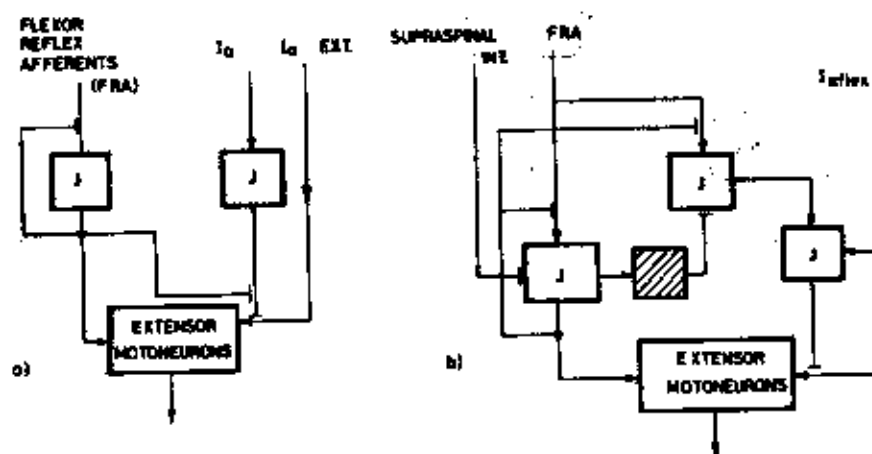 FLEXOR
REFLEX
AFFERENTS
(FRA)
Ia
Ia EXT.
J
J
EXTENSOR
MOTONEURONS
a)
SUPRASPINAL
FRA
J
J
J
EXTENSOR
MOTONEURONS
b)